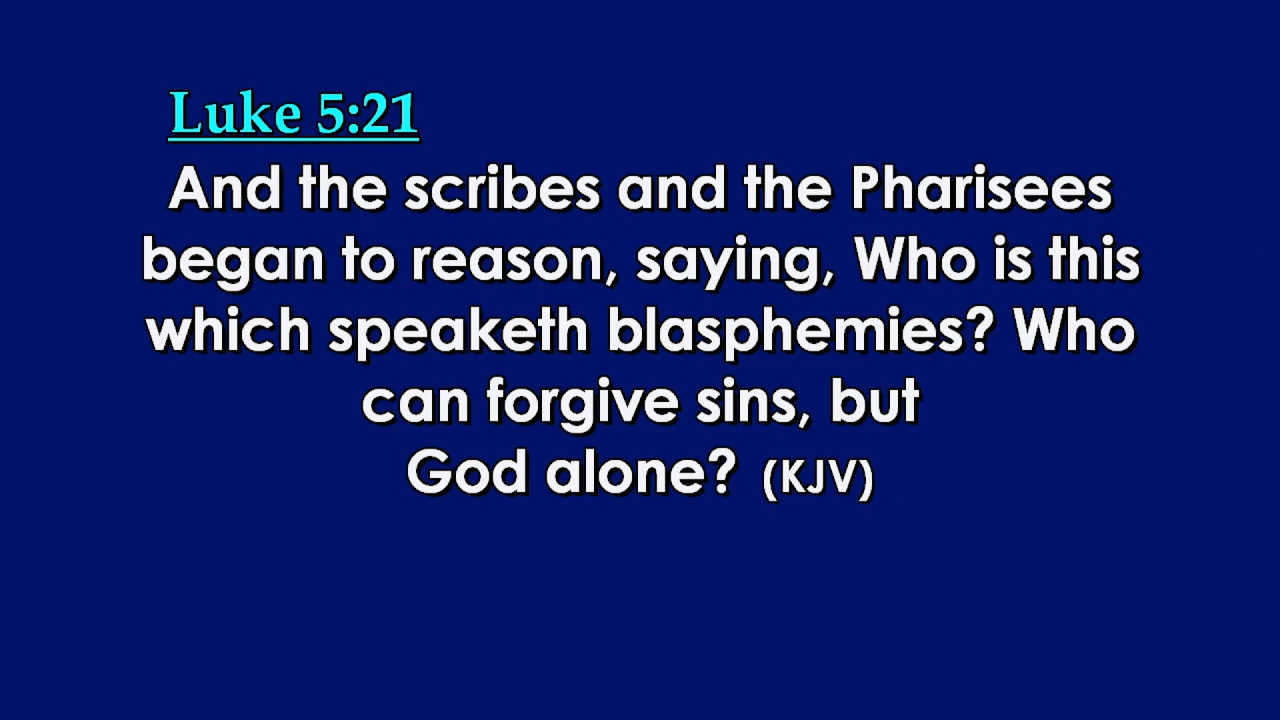 Luke 5:21
And the scribes and the Pharisees
began to reason, saying, Who is this
which speaketh blasphemies? Who
can forgive sins, but
God alone? (KJV)